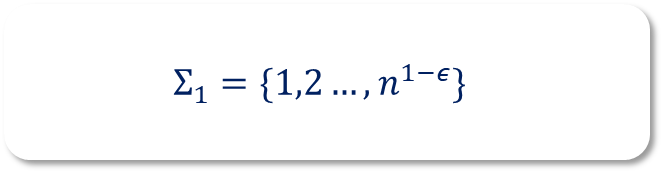 Σ₁ = {1,2 …, n^{1−ϵ}}